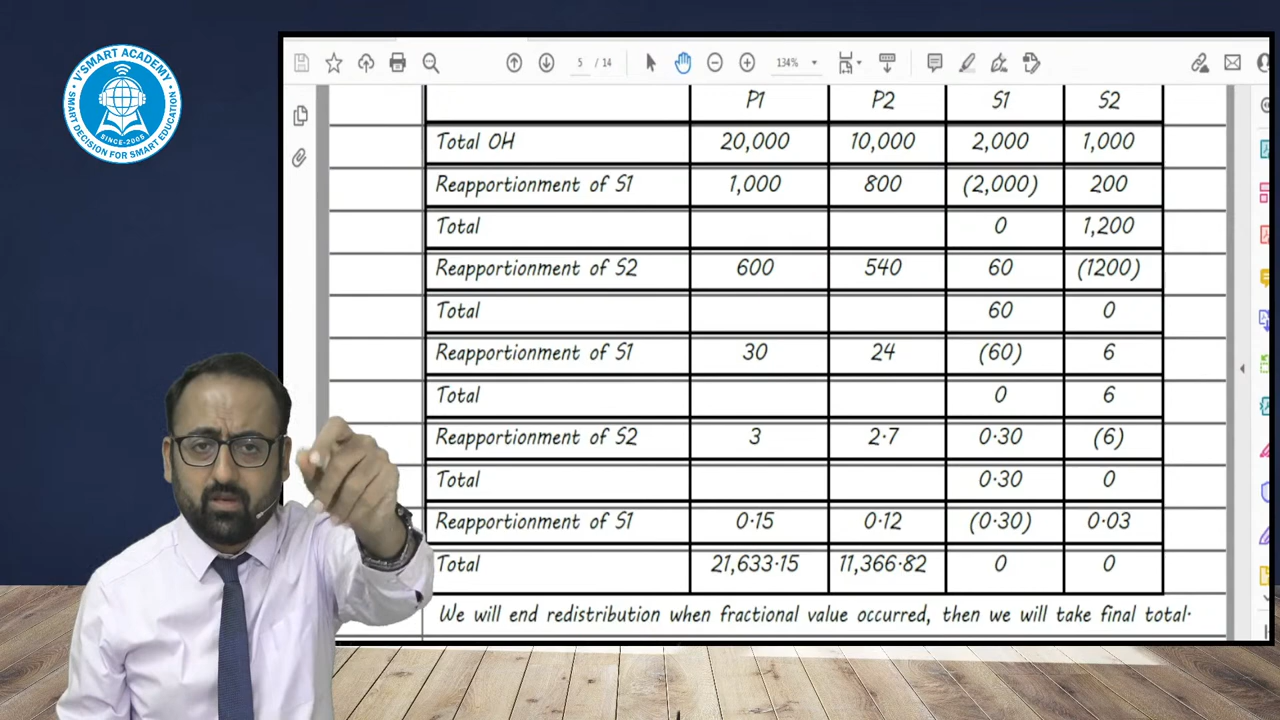 V'SMART ACADEMY
SMART DECISION FOR SMART EDUCATION
SINCE-2005
5 / 14
134%
P1 P2 S1 S2
Total OH 20,000 10,000 2,000 1,000
Reapportionment of S1 1,000 800 (2,000) 200
Total 0 1,200
Reapportionment of S2 600 540 60 (1200)
Total 60 0
Reapportionment of S1 30 24 (60) 6
Total 0 6
Reapportionment of S2 3 2·7 0·30 (6)
Total 0·30 0
Reapportionment of S1 0·15 0·12 (0·30) 0·03
Total 21,633·15 11,366·82 0 0
We will end redistribution when fractional value occurred, then we will take final total·